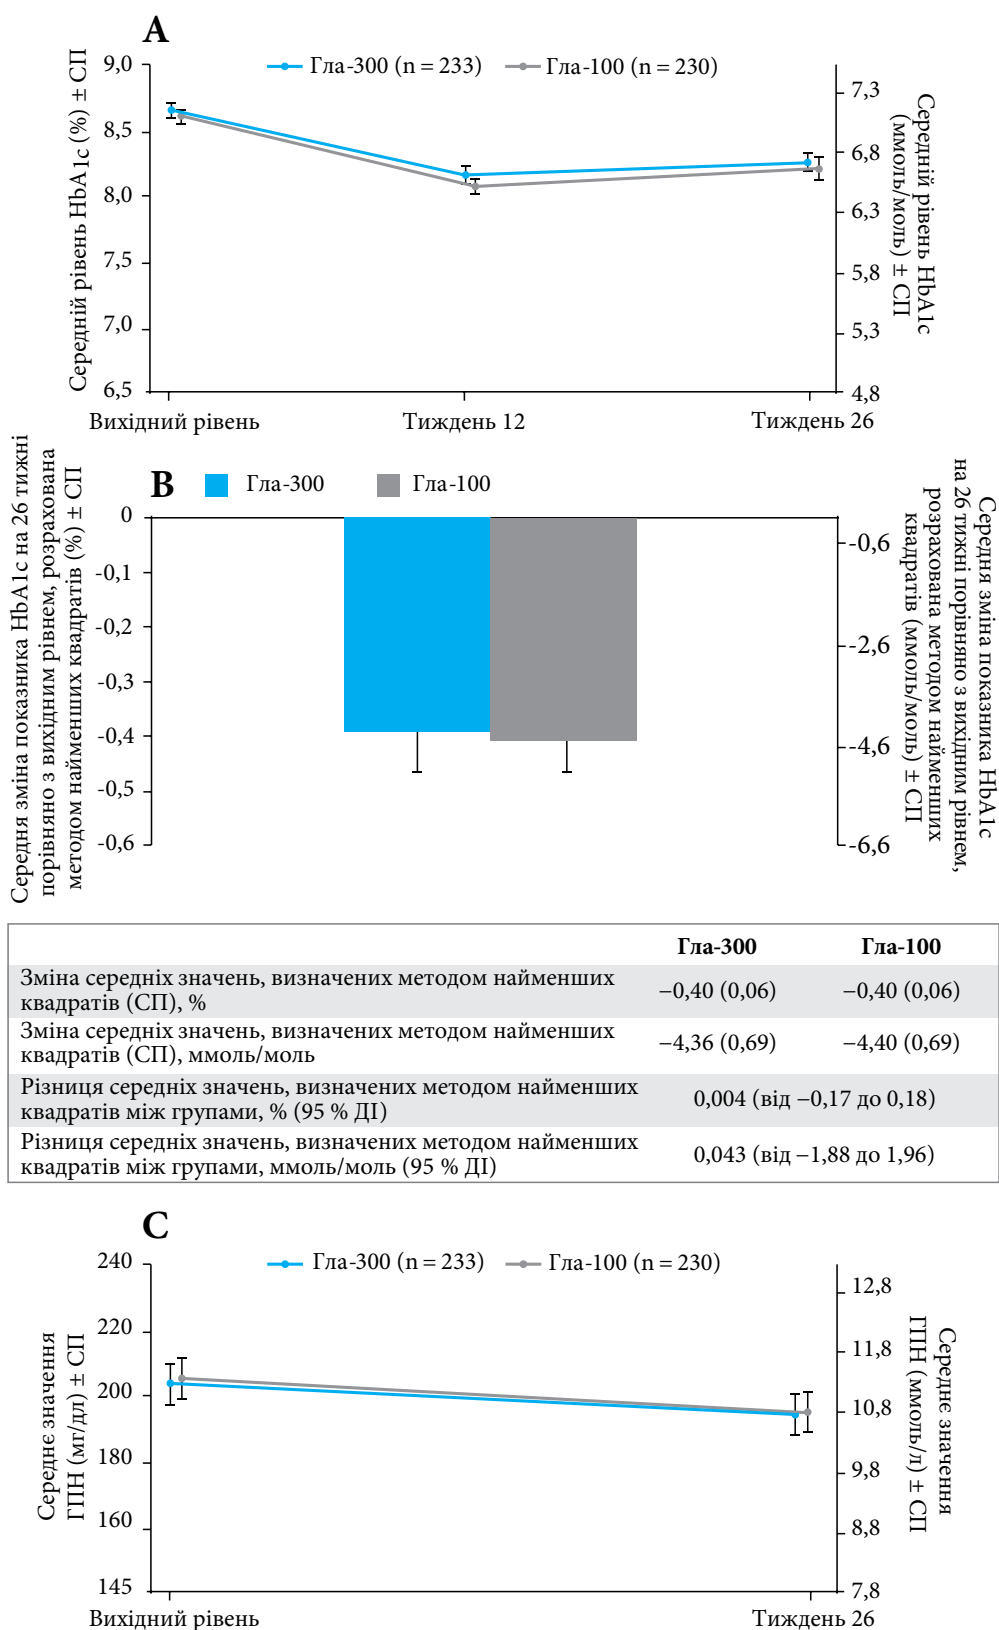 A
Гла-300 (n = 233)
Гла-100 (n = 230)
Середній рівень HbA1c (%) ± СП
9,0
8,5
8,0
7,5
7,0
6,5
7,3
6,8
6,3
5,8
5,3
4,8
Середній рівень HbA1c
(ммоль/моль) ± СП
Вихідний рівень
Тиждень 12
Тиждень 26
B
Гла-300
Гла-100
Середня зміна показника HbA1c на 26 тижні
порівняно з вихідним рівнем, розрахована
методом найменших квадратів (%) ± СП
0
-0,1
-0,2
-0,3
-0,4
-0,5
-0,6
-0,6
-2,6
-4,6
-6,6
Середня зміна показника HbA1c
на 26 тижні порівняно з вихідним рівнем,
розрахована методом найменших
квадратів (ммоль/моль) ± СП
Гла-300 Гла-100
Зміна середніх значень, визначених методом найменших
квадратів (СП), %
−0,40 (0,06) −0,40 (0,06)
Зміна середніх значень, визначених методом найменших
квадратів (СП), ммоль/моль
−4,36 (0,69) −4,40 (0,69)
Різниця середніх значень, визначених методом найменших
квадратів між групами, % (95 % ДІ)
0,004 (від −0,17 до 0,18)
Різниця середніх значень, визначених методом найменших
квадратів між групами, ммоль/моль (95 % ДІ)
0,043 (від −1,88 до 1,96)
C
Гла-300 (n = 233)
Гла-100 (n = 230)
Середнє значення
ГПН (мг/дл) ± СП
240
220
200
180
160
145
12,8
11,8
10,8
9,8
8,8
7,8
Середнє значення
ГПН (ммоль/л) ± СП
Вихідний рівень
Тиждень 26